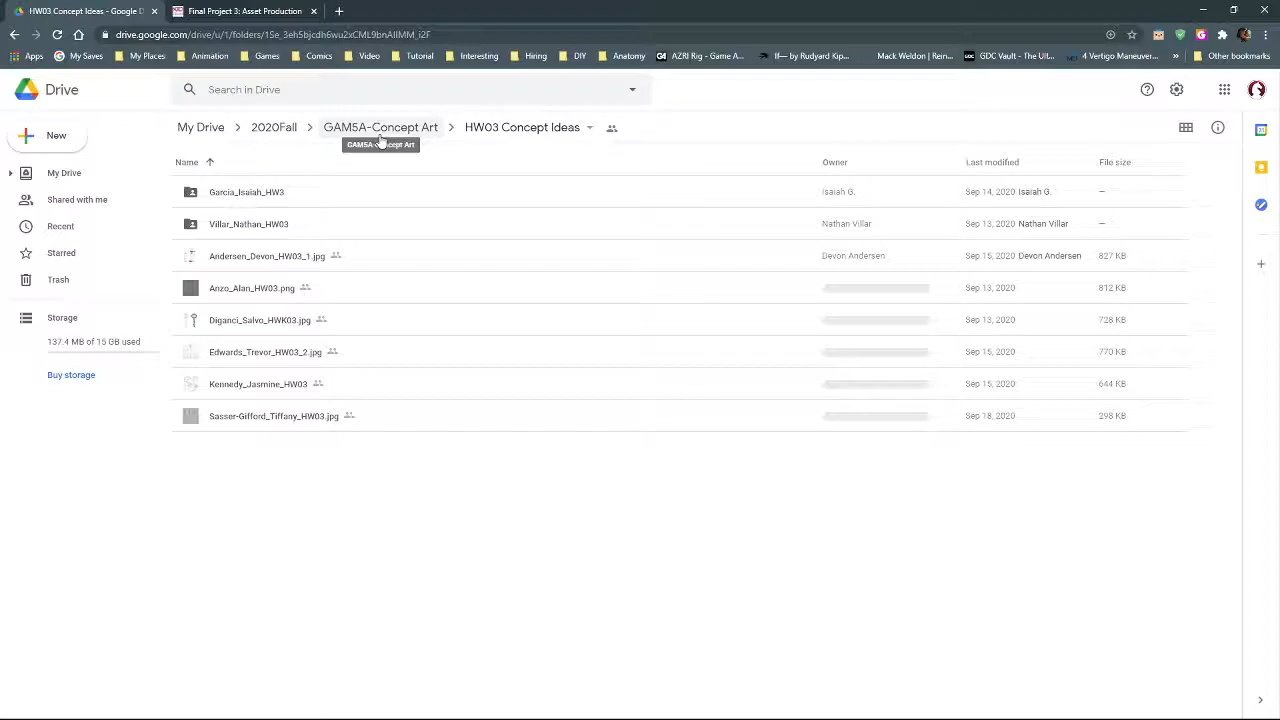 HW03 Concept Ideas - Google D
Final Project 3: Asset Production
drive.google.com/drive/u/1/folders/1Se_3eh5bjcdh6wu2xCML9bnAIIMM_i2F
Apps
My Saves
My Places
Animation
Games
Comics
Video
Tutorial
Interesting
Hiring
DIY
Anatomy
AZRI Rig - Game A...
If— by Rudyard Kip...
Mack Weldon | Rein...
GDC Vault - The Ult...
4 Vertigo Maneuver...
»
Other bookmarks
Drive
Search in Drive
New
My Drive
2020Fall
GAM5A-Concept Art
HW03 Concept Ideas
Name
Owner
Last modified
File size
My Drive
Shared with me
Recent
Starred
Trash
Storage
137.4 MB of 15 GB used
Buy storage
Garcia_Isaiah_HW3 Isaiah G. Sep 14, 2020 Isaiah G. —
Villar_Nathan_HW03 Nathan Villar Sep 13, 2020 Nathan Villar —
Andersen_Devon_HW03_1.jpg Devon Andersen Sep 15, 2020 Devon Andersen 827 KB
Anzo_Alan_HW03.png Sep 13, 2020 812 KB
Diganci_Salvo_HWK03.jpg Sep 13, 2020 728 KB
Edwards_Trevor_HW03_2.jpg Sep 15, 2020 770 KB
Kennedy_Jasmine_HW03 Sep 15, 2020 644 KB
Sasser-Gifford_Tiffany_HW03.jpg Sep 18, 2020 298 KB